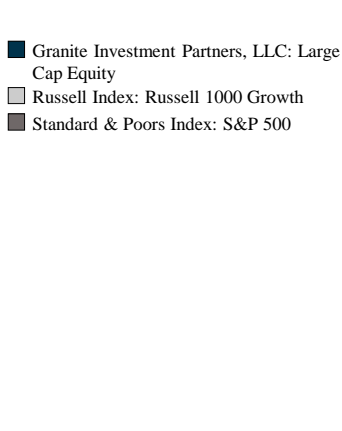 Granite Investment Partners, LLC: Large
Cap Equity
Russell Index: Russell 1000 Growth
Standard & Poors Index: S&P 500